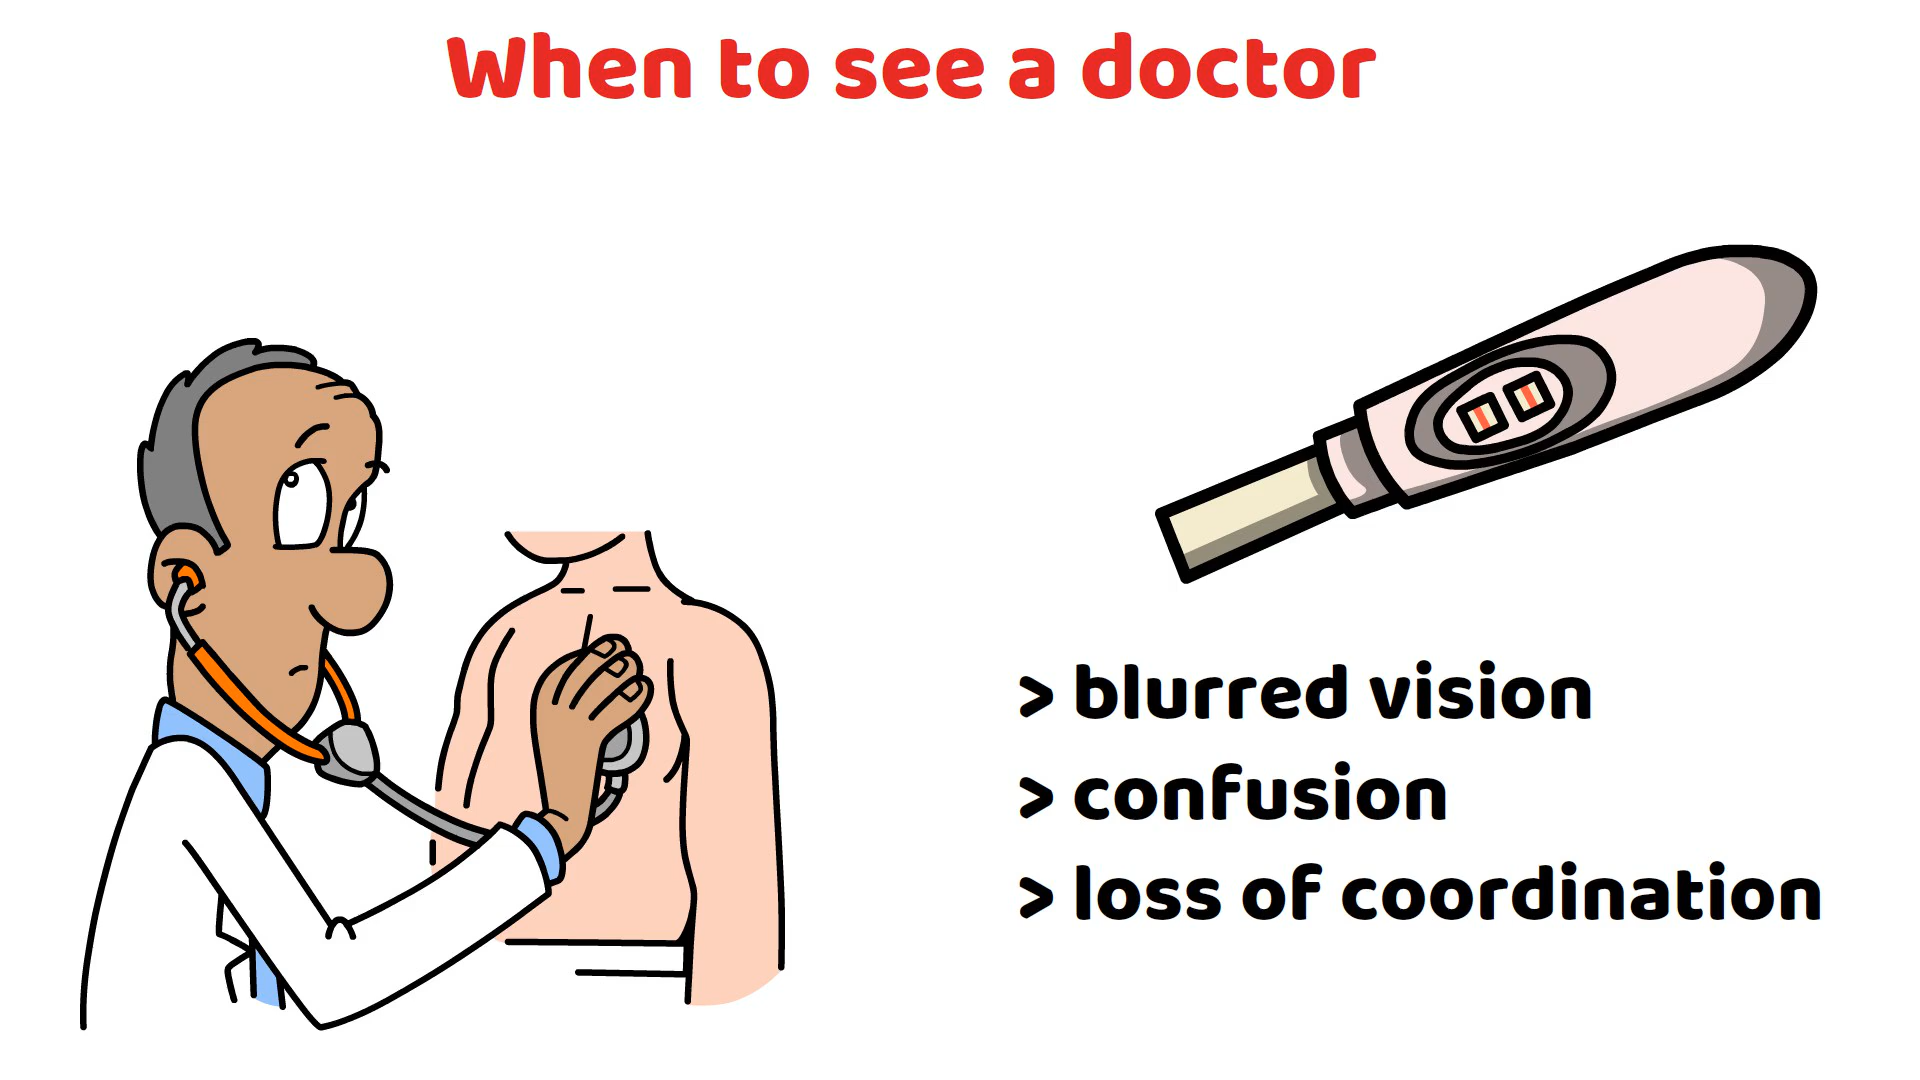 When to see a doctor
> blurred vision
> confusion
> loss of coordination